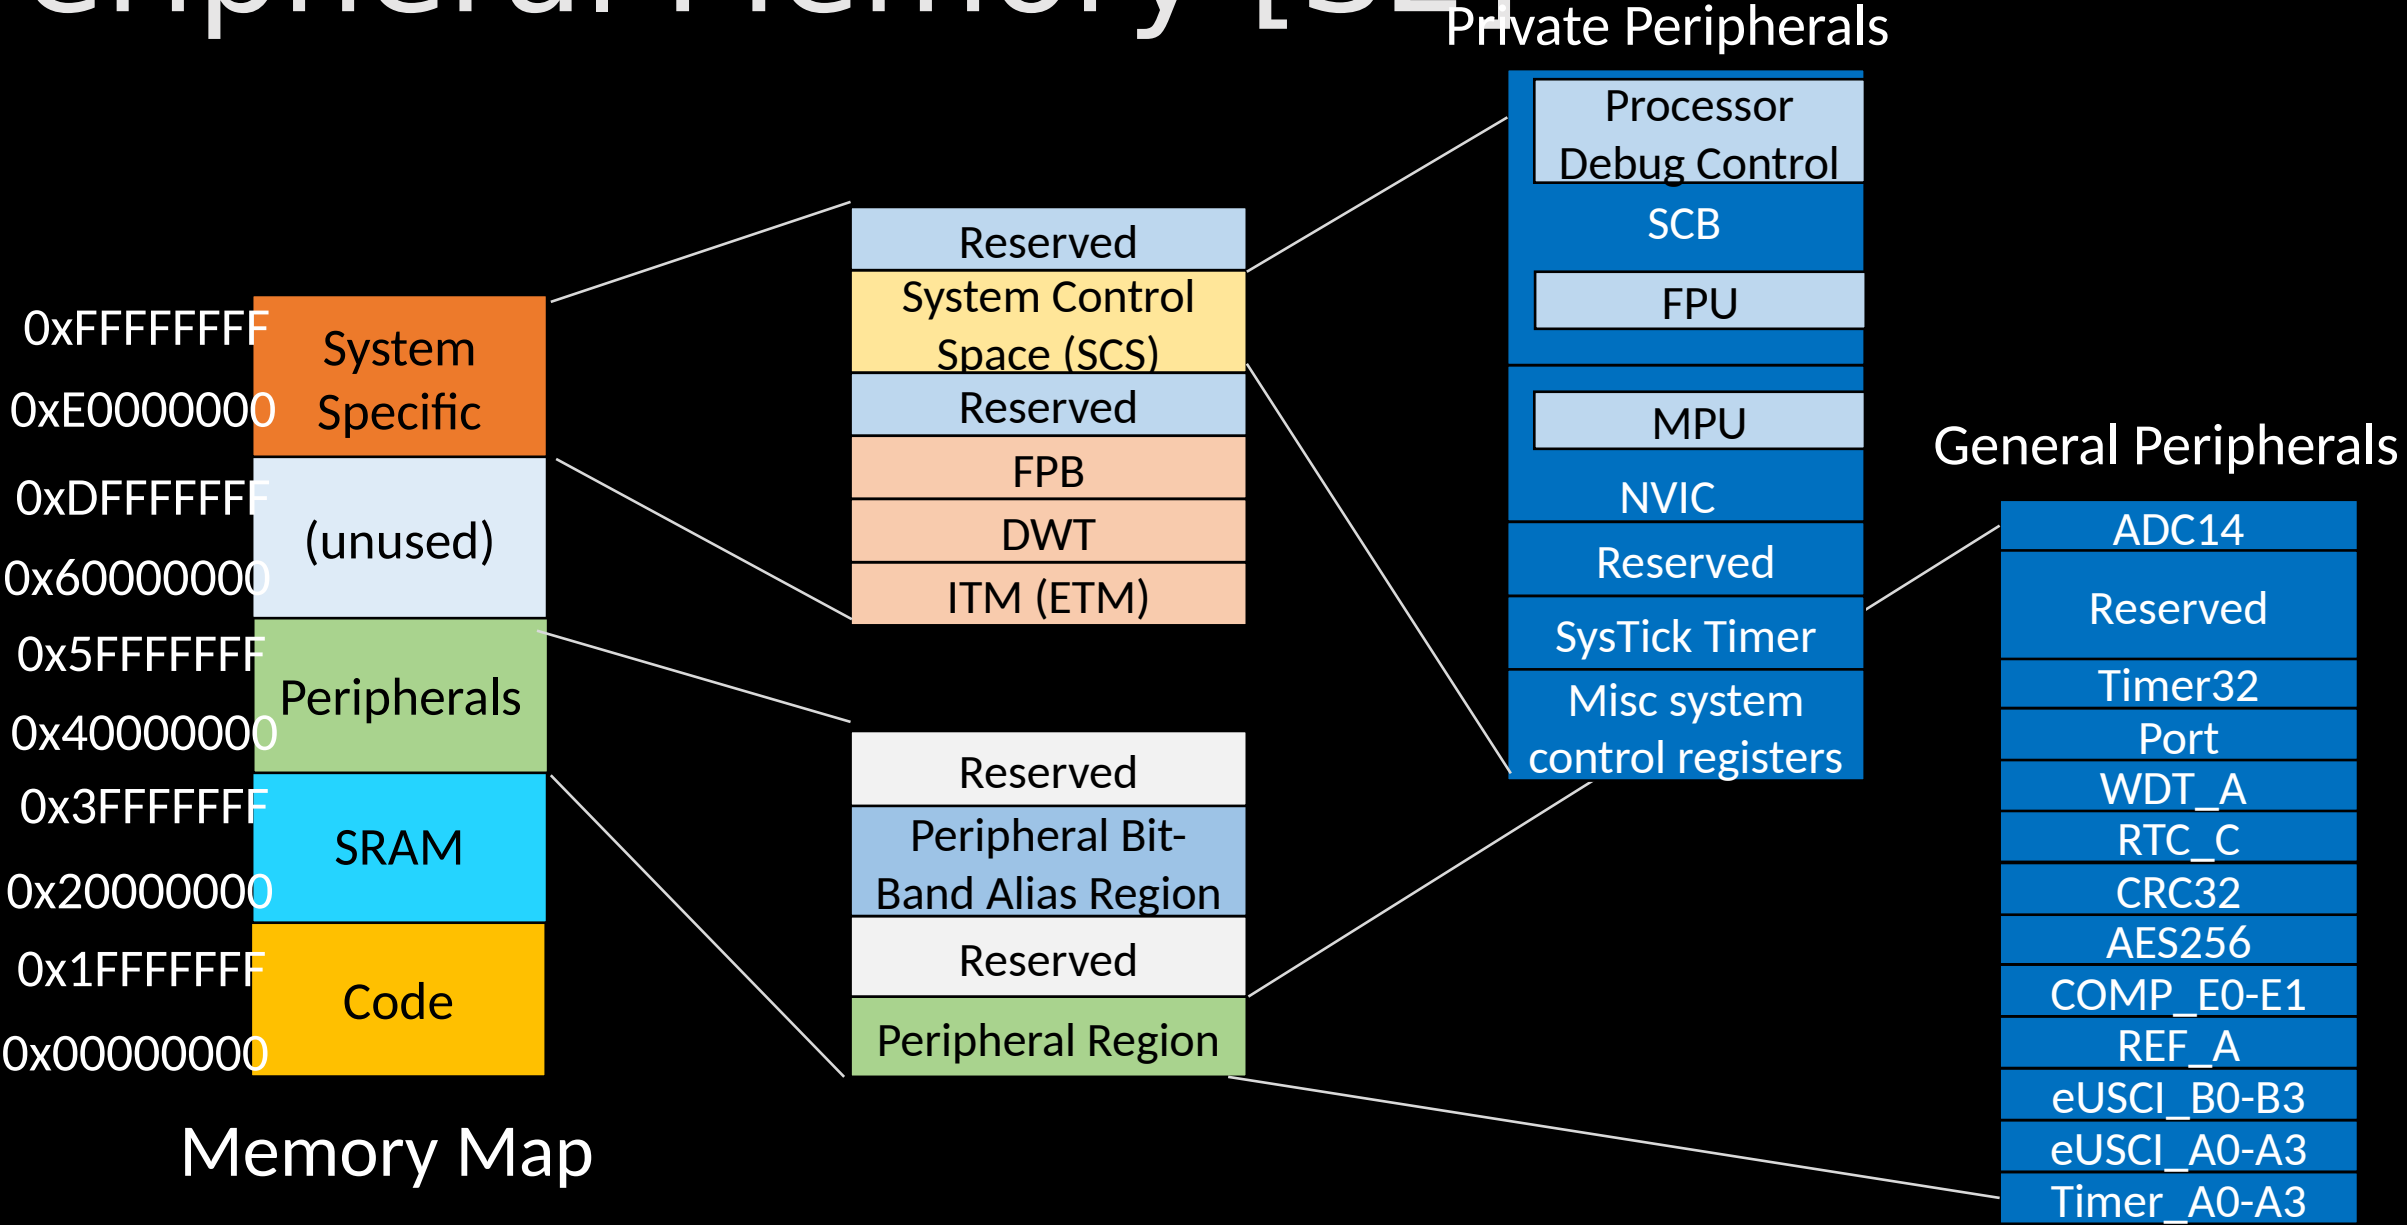 eripheral Memory [S2]
Private Peripherals
Processor
Debug Control
SCB
FPU
MPU
NVIC
Reserved
SysTick Timer
Misc system
control registers
Reserved
System Control
Space (SCS)
Reserved
FPB
DWT
ITM (ETM)
0xFFFFFFFF
0xE0000000
0xDFFFFFFF
0x60000000
0x5FFFFFFF
0x40000000
0x3FFFFFFF
0x20000000
0x1FFFFFFF
0x00000000
System
Specific
(unused)
Peripherals
SRAM
Code
Memory Map
Reserved
Peripheral Bit-
Band Alias Region
Reserved
Peripheral Region
General Peripherals
ADC14
Reserved
Timer32
Port
WDT_A
RTC_C
CRC32
AES256
COMP_E0-E1
REF_A
eUSCI_B0-B3
eUSCI_A0-A3
Timer_A0-A3